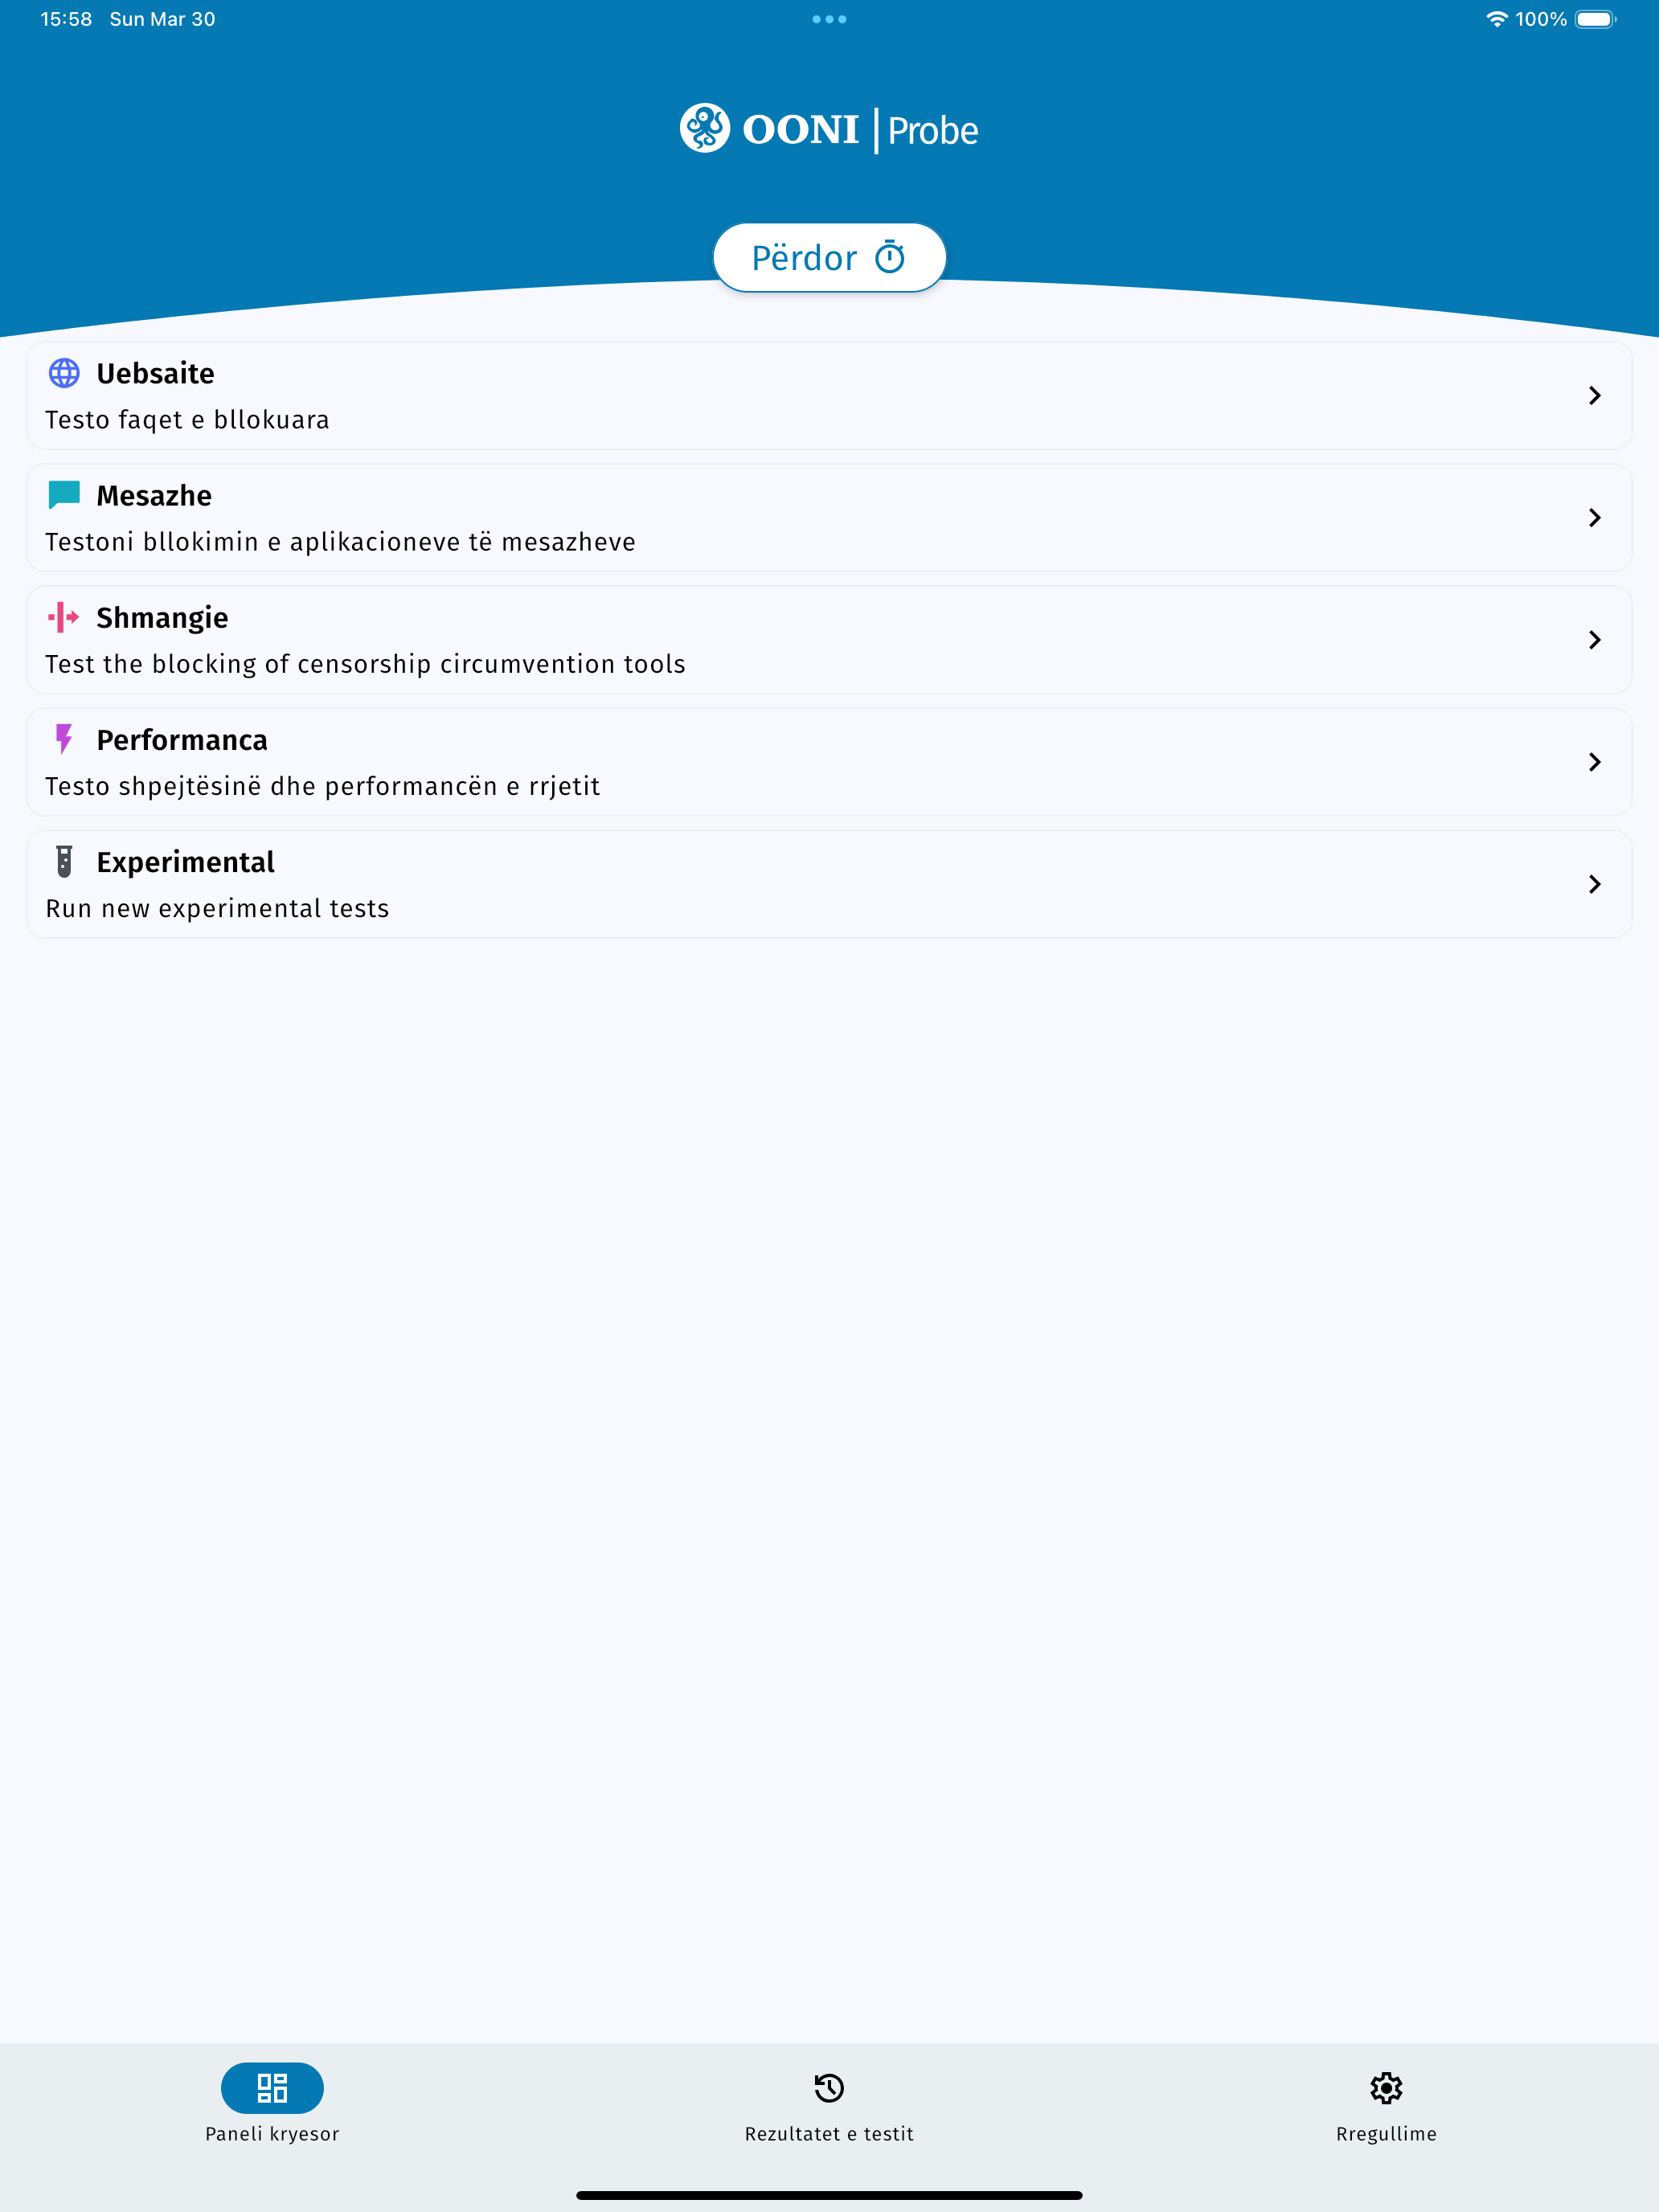 15:58 Sun Mar 30
100%
OONI Probe
Përdor
Uebsaite
Testo faqet e bllokuara
Mesazhe
Testoni bllokimin e aplikacioneve të mesazheve
Shmangie
Test the blocking of censorship circumvention tools
Performanca
Testo shpejtësinë dhe performancën e rrjetit
Experimental
Run new experimental tests
Paneli kryesor
Rezultatet e testit
Rregullime